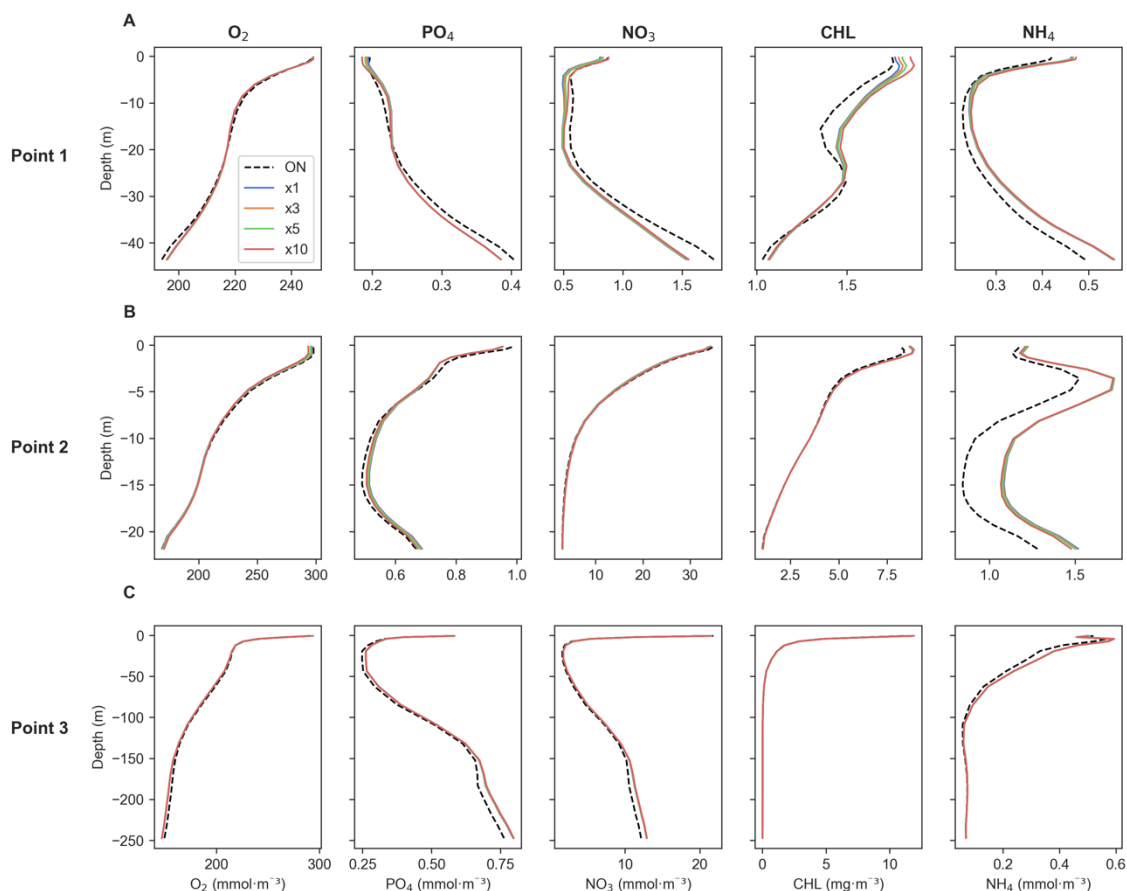 A
O₂ PO₄ NO₃ CHL NH₄
Point 1
Depth (m)
0
−10
−20
−30
−40
ON
x1
x3
x5
x10
200 220 240
0.2 0.3 0.4
0.5 1.0 1.5
1.0 1.5
0.3 0.4 0.5
B
Point 2
Depth (m)
0
−5
−10
−15
−20
200 250 300
0.6 0.8 1.0
10 20 30
2.5 5.0 7.5
1.0 1.5
C
Point 3
Depth (m)
0
−50
−100
−150
−200
−250
200 300
0.25 0.50 0.75
0 10 20
0 5 10
0.0 0.2 0.4 0.6
O₂ (mmol·m⁻³) PO₄ (mmol·m⁻³) NO₃ (mmol·m⁻³) CHL (mg·m⁻³) NH₄ (mmol·m⁻³)